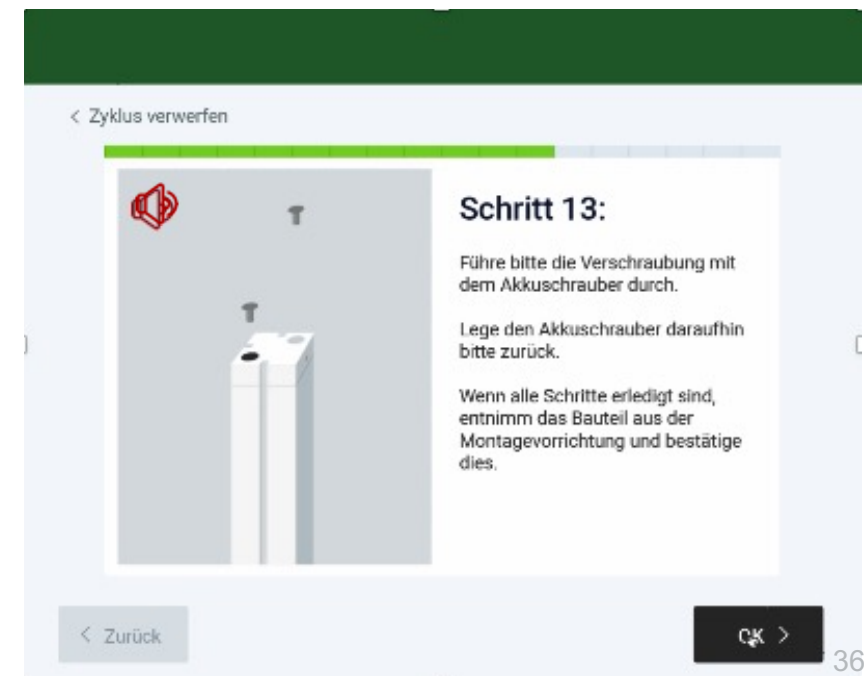 < Zyklus verwerfen
Schritt 13:
Führe bitte die Verschraubung mit
dem Akkuschrauber durch.
Lege den Akkuschrauber daraufhin
bitte zurück.
Wenn alle Schritte erledigt sind,
entnimm das Bauteil aus der
Montagevorrichtung und bestätige
dies.
< Zurück
OK >
36